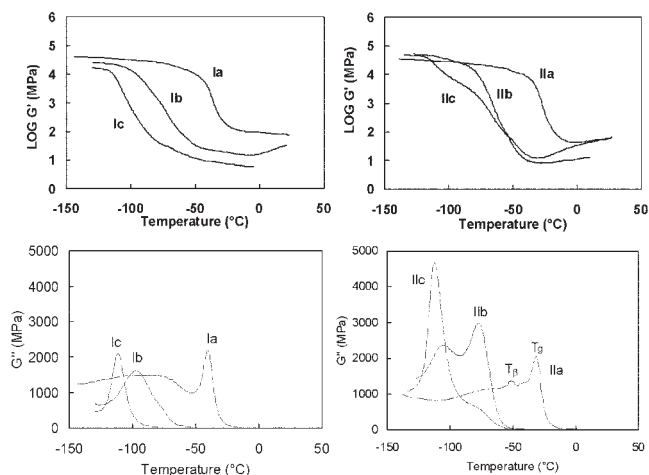 LOG G' (MPa)
6
5
4
3
2
1
0
Ia
Ib
Ic
-150
-100
-50
0
50
Temperature (°C)
LOG G' (MPa)
6
5
4
3
2
1
0
IIa
IIb
IIc
-150
-100
-50
0
50
Temperature (°C)
G" (MPa)
5000
4000
3000
2000
1000
0
Ic
Ib
Ia
-150
-100
-50
0
50
Temperature (°C)
G" (MPa)
5000
4000
3000
2000
1000
0
IIc
IIb
Tβ
Tg
IIa
-150
-100
-50
0
50
Temperature (°C)